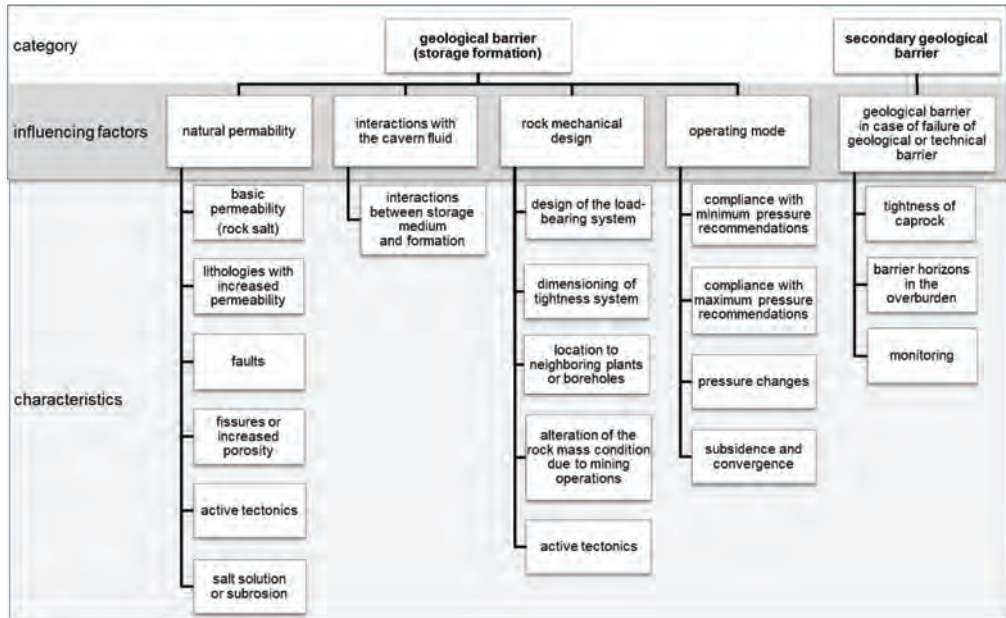 category
geological barrier
(storage formation)
secondary geological
barrier
influencing factors
natural permability
interactions with
the cavern fluid
rock mechanical
design
operating mode
geological barrier
in case of failure of
geological or technical
barrier
characteristics
basic
permeability
(rock salt)
lithologies with
increased
permeability
faults
fissures or
increased
porosity
active tectonics
salt solution
or subrosion
interactions
between storage
medium
and formation
design of the load-
bearing system
dimensioning of
tightness system
location to
neighboring plants
or boreholes
alteration of the
rock mass condition
due to mining
operations
active tectonics
compliance with
minimum pressure
recommendations
compliance with
maximum pressure
recommendations
pressure changes
subsidence and
convergence
tightness of
caprock
barrier horizons
in the
overburden
monitoring